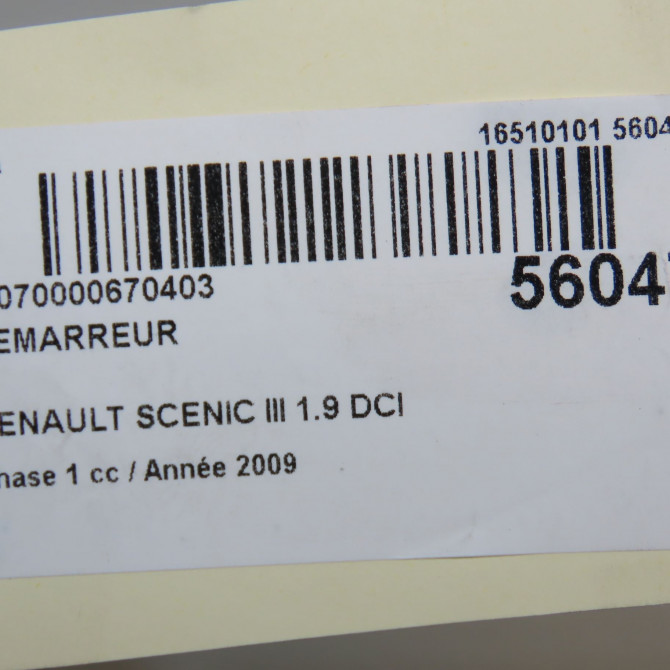 16510101 5604
070000670403
5604
EMARREUR
ENAULT SCENIC III 1.9 DCI
hase 1 cc / Année 2009